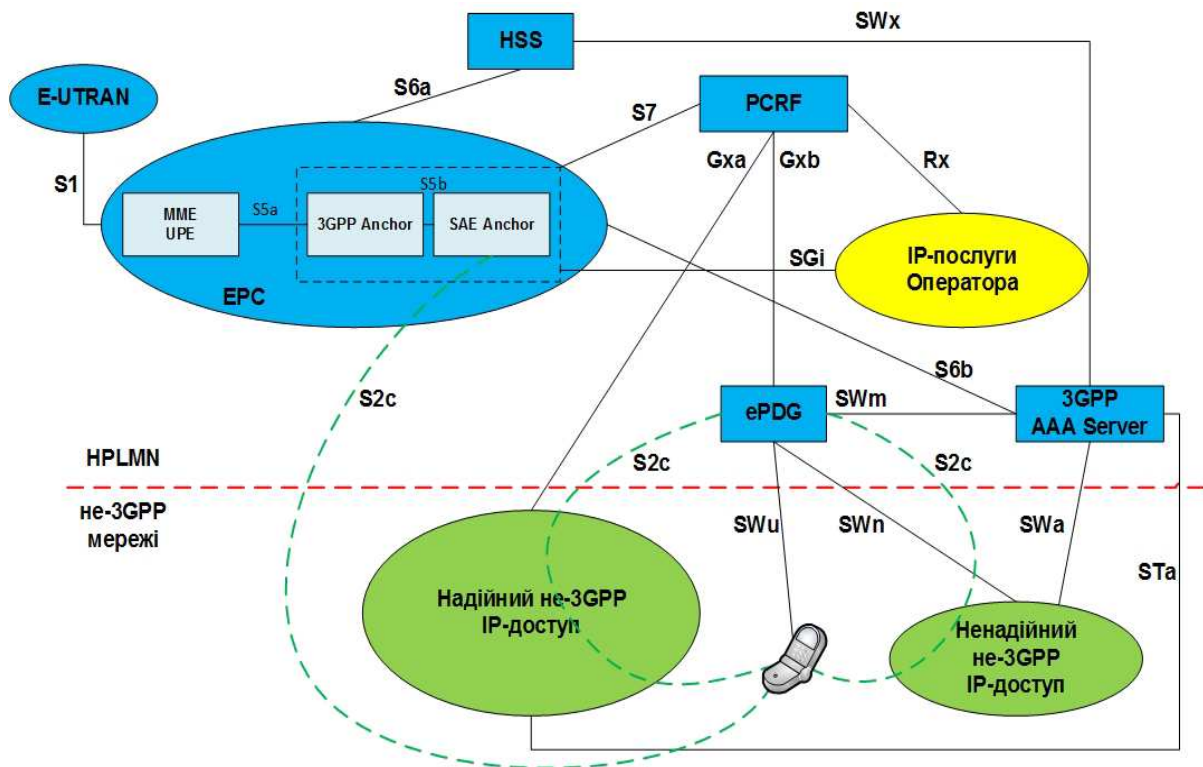 SWx
HSS
E-UTRAN
S6a
S7
PCRF
Gxa
Gxb
Rx
S1
S5b
S5a
MME
UPE
3GPP Anchor
SAE Anchor
SGi
IP-послуги
Оператора
EPC
S6b
S2c
ePDG
SWm
3GPP
AAA Server
HPLMN
S2c
S2c
не-3GPP
мережі
SWu
SWn
SWa
STa
Надійний не-3GPP
IP-доступ
Ненадійний
не-3GPP
IP-доступ